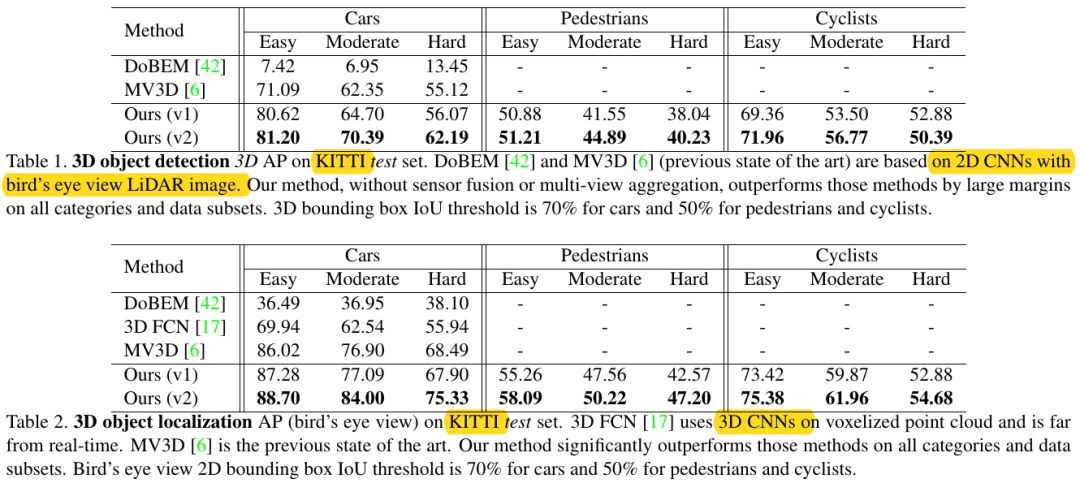 Method Cars Pedestrians Cyclists
Easy Moderate Hard Easy Moderate Hard Easy Moderate Hard
DoBEM [42] 7.42 6.95 13.45 - - - - - -
MV3D [6] 71.09 62.35 55.12 - - - - - -
Ours (v1) 80.62 64.70 56.07 50.88 41.55 38.04 69.36 53.50 52.88
Ours (v2) 81.20 70.39 62.19 51.21 44.89 40.23 71.96 56.77 50.39
Table 1. 3D object detection 3D AP on KITTI test set. DoBEM [42] and MV3D [6] (previous state of the art) are based on 2D CNNs with
bird's eye view LiDAR image. Our method, without sensor fusion or multi-view aggregation, outperforms those methods by large margins
on all categories and data subsets. 3D bounding box IoU threshold is 70% for cars and 50% for pedestrians and cyclists.
Method Cars Pedestrians Cyclists
Easy Moderate Hard Easy Moderate Hard Easy Moderate Hard
DoBEM [42] 36.49 36.95 38.10 - - - - - -
3D FCN [17] 69.94 62.54 55.94 - - - - - -
MV3D [6] 86.02 76.90 68.49 - - - - - -
Ours (v1) 87.28 77.09 67.90 55.26 47.56 42.57 73.42 59.87 52.88
Ours (v2) 88.70 84.00 75.33 58.09 50.22 47.20 75.38 61.96 54.68
Table 2. 3D object localization AP (bird's eye view) on KITTI test set. 3D FCN [17] uses 3D CNNs on voxelized point cloud and is far
from real-time. MV3D [6] is the previous state of the art. Our method significantly outperforms those methods on all categories and data
subsets. Bird's eye view 2D bounding box IoU threshold is 70% for cars and 50% for pedestrians and cyclists.